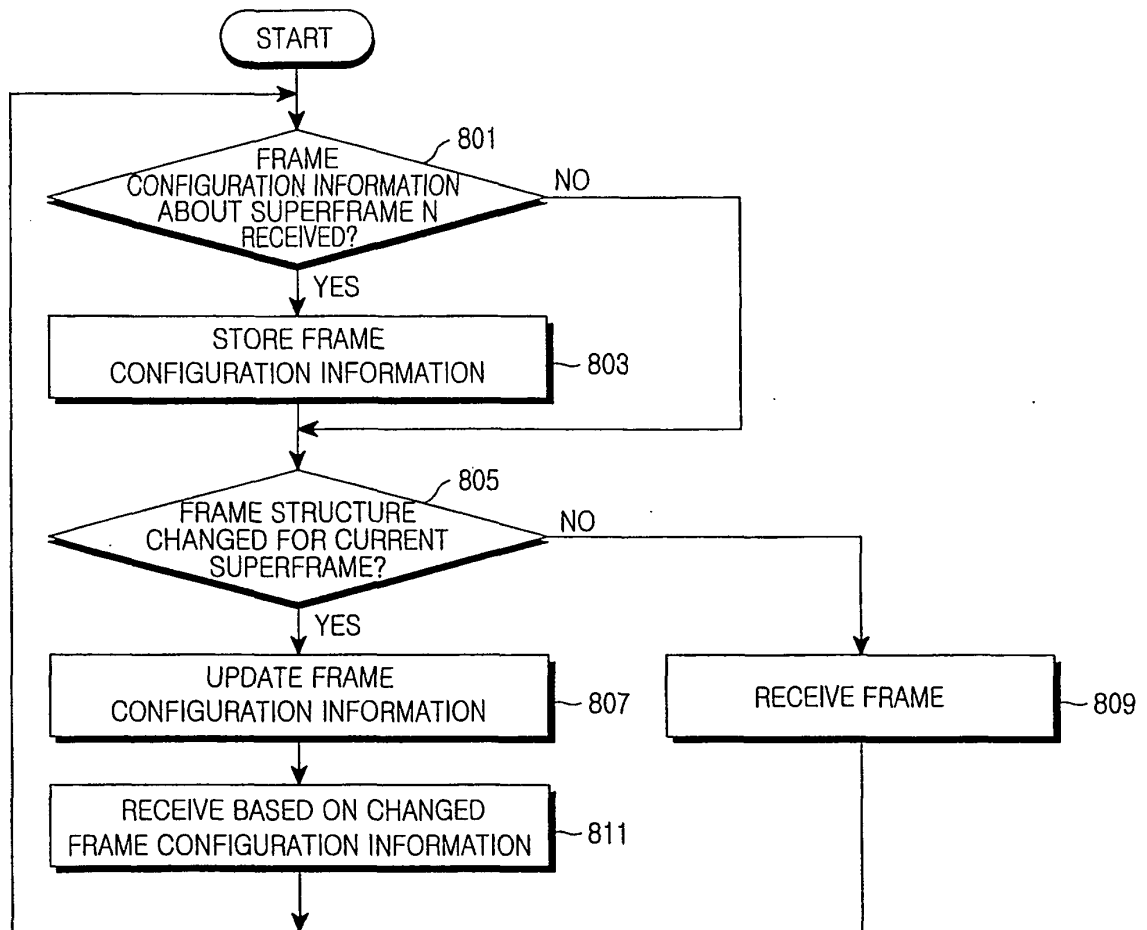 START
801
FRAME
CONFIGURATION INFORMATION
ABOUT SUPERFRAME N
RECEIVED?
NO
YES
STORE FRAME
CONFIGURATION INFORMATION
803
805
FRAME STRUCTURE
CHANGED FOR CURRENT
SUPERFRAME?
NO
YES
UPDATE FRAME
CONFIGURATION INFORMATION
807
RECEIVE FRAME
809
RECEIVE BASED ON CHANGED
FRAME CONFIGURATION INFORMATION
811